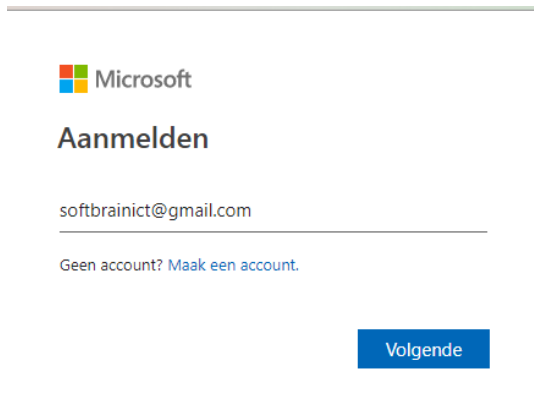 Microsoft
Aanmelden
softbrainict@gmail.com
Geen account? Maak een account.
Volgende